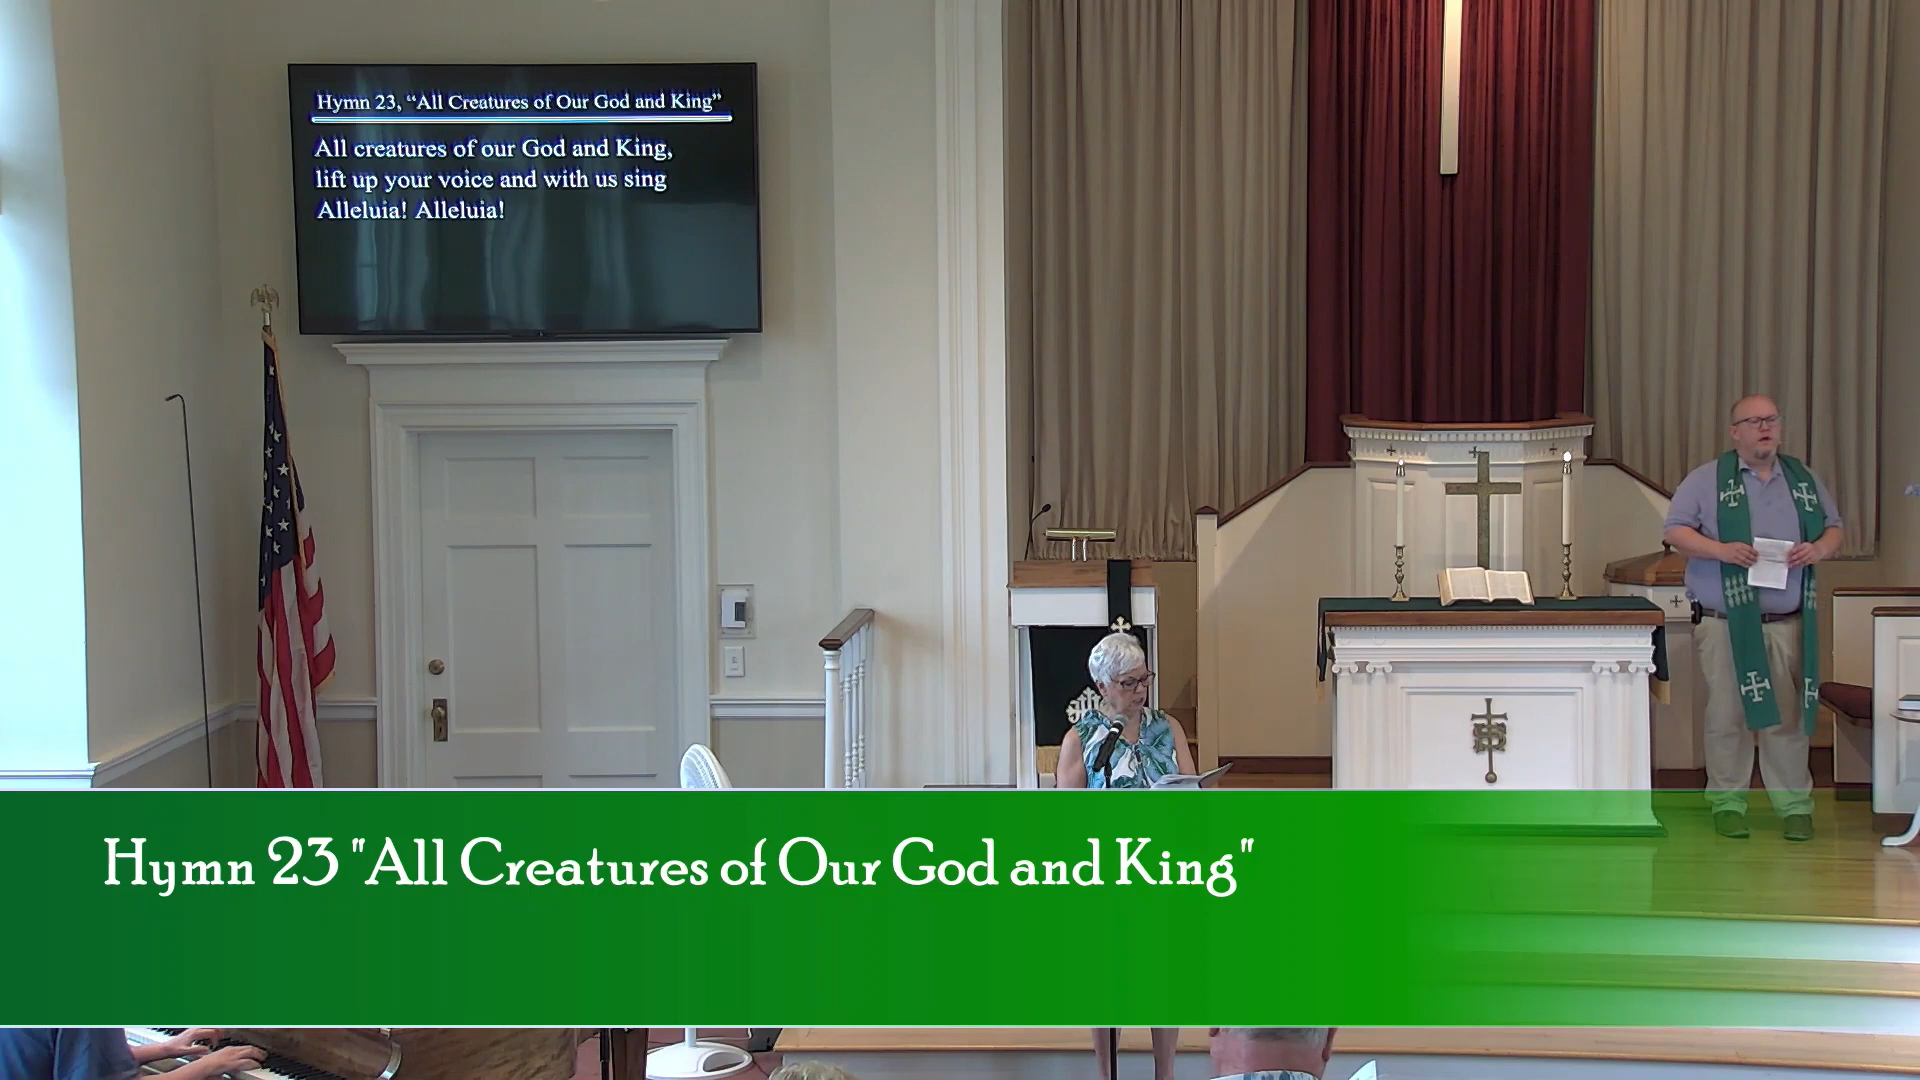 Hymn 23, “All Creatures of Our God and King”
All creatures of our God and King,
lift up your voice and with us sing
Alleluia! Alleluia!
Hymn 23 "All Creatures of Our God and King"